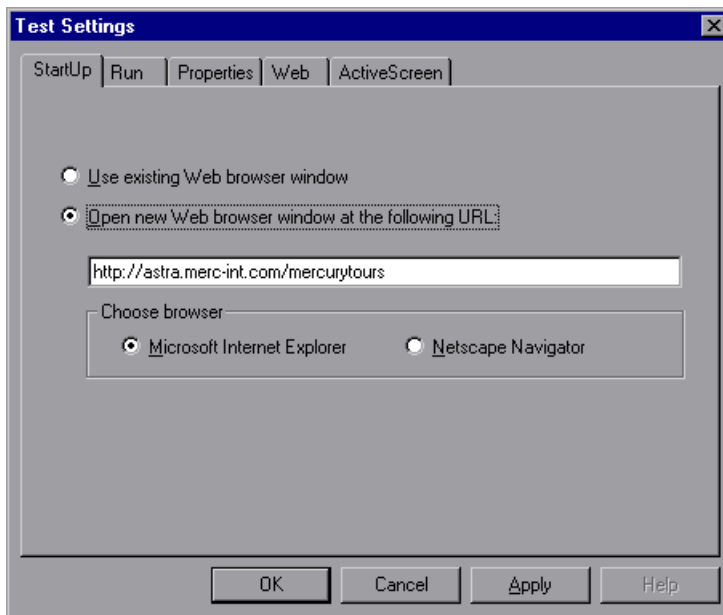 Test Settings
StartUp Run Properties Web ActiveScreen
Use existing Web browser window
Open new Web browser window at the following URL:
http://astra.merc-int.com/mercurytours
Choose browser
Microsoft Internet Explorer Netscape Navigator
OK Cancel Apply Help